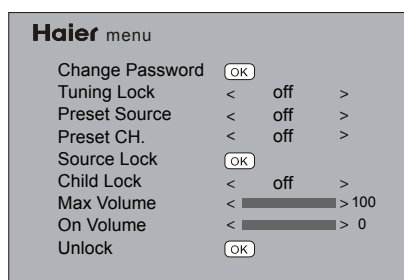 Haier menu
Change Password OK
Tuning Lock < off >
Preset Source < off >
Preset CH. < off >
Source Lock OK
Child Lock < off >
Max Volume < > 100
On Volume < > 0
Unlock OK